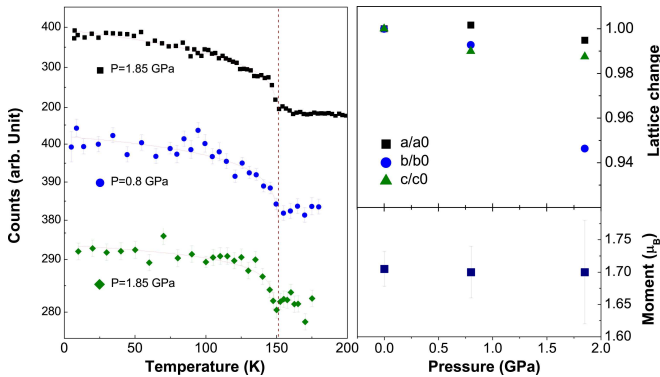 400
300
200
400
390
380
290
280
P=1.85 GPa
P=0.8 GPa
P=1.85 GPa
Counts (arb. Unit)
0 50 100 150 200
Temperature (K)
1.00
0.98
0.96
0.94
Lattice change
a/a0
b/b0
c/c0
1.75
1.70
1.65
1.60
Moment (μB)
0.0 0.5 1.0 1.5 2.0
Pressure (GPa)